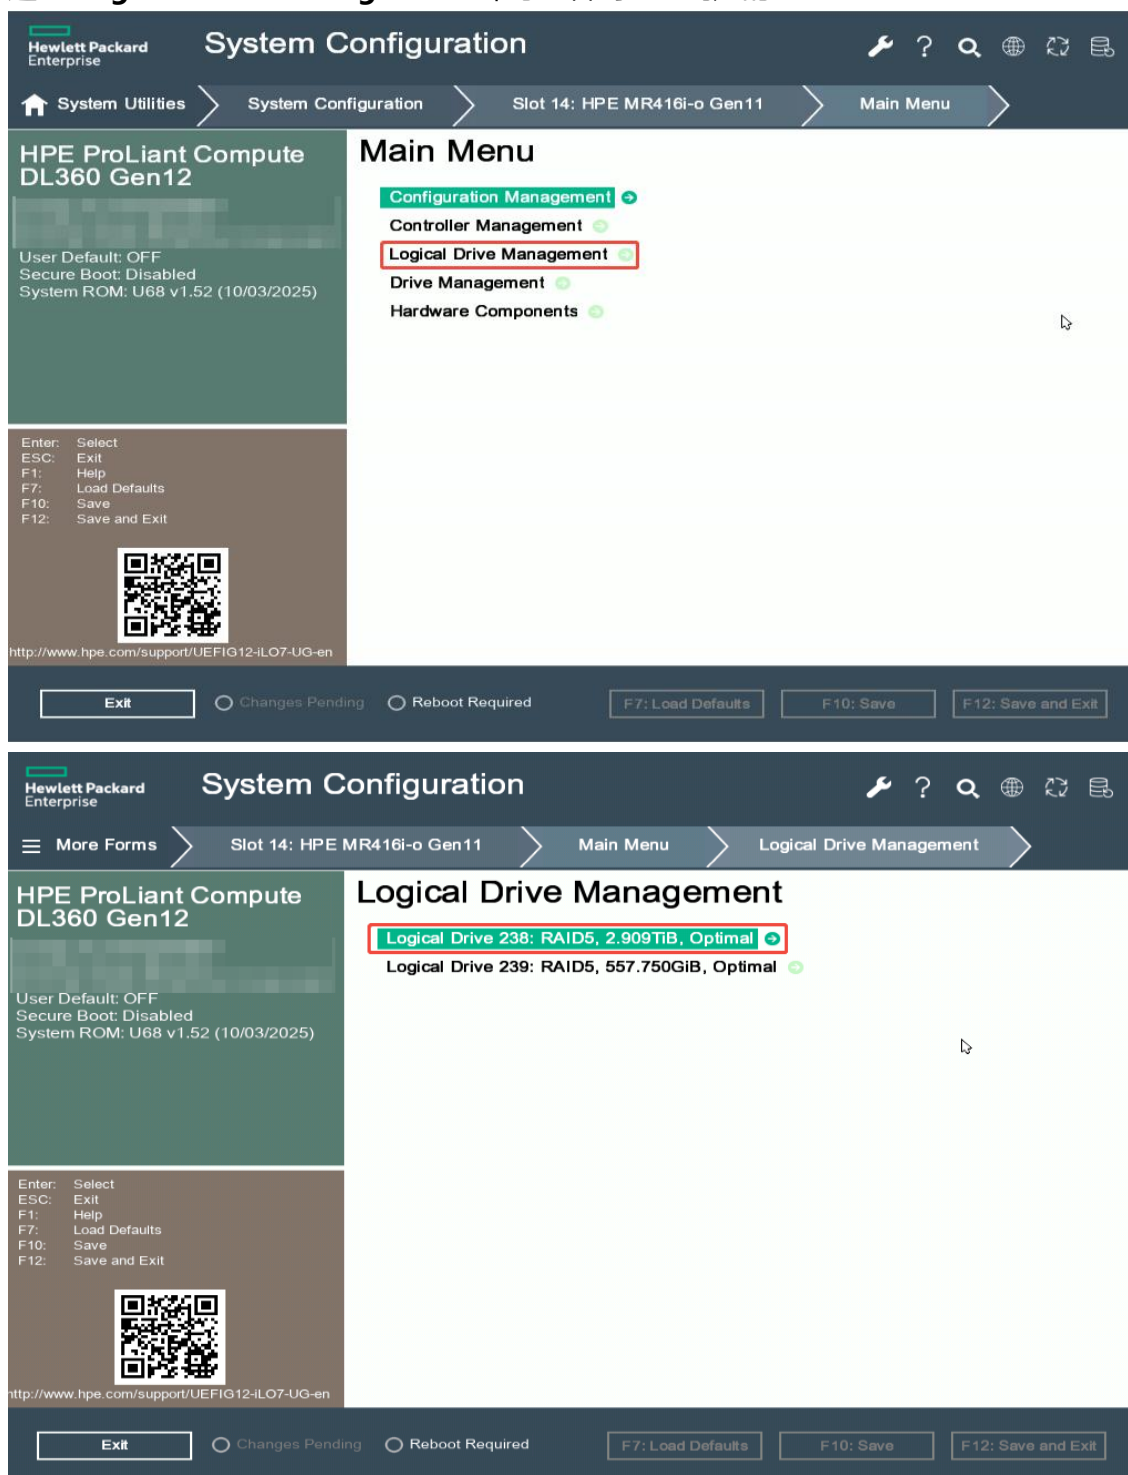 Hewlett Packard
Enterprise
System Configuration
System Utilities
System Configuration
Slot 14: HPE MR416i-o Gen11
Main Menu
HPE ProLiant Compute
DL360 Gen12
User Default: OFF
Secure Boot: Disabled
System ROM: U68 v1.52 (10/03/2025)
Main Menu
Configuration Management
Controller Management
Logical Drive Management
Drive Management
Hardware Components
Enter: Select
ESC: Exit
F1: Help
F7: Load Defaults
F10: Save
F12: Save and Exit
http://www.hpe.com/support/UEFIG12-iLO7-UG-en
Exit
Changes Pending
Reboot Required
F7: Load Defaults
F10: Save
F12: Save and Exit
Hewlett Packard
Enterprise
System Configuration
More Forms
Slot 14: HPE MR416i-o Gen11
Main Menu
Logical Drive Management
HPE ProLiant Compute
DL360 Gen12
User Default: OFF
Secure Boot: Disabled
System ROM: U68 v1.52 (10/03/2025)
Logical Drive Management
Logical Drive 238: RAID5, 2.909TiB, Optimal
Logical Drive 239: RAID5, 557.750GiB, Optimal
Enter: Select
ESC: Exit
F1: Help
F7: Load Defaults
F10: Save
F12: Save and Exit
http://www.hpe.com/support/UEFIG12-iLO7-UG-en
Exit
Changes Pending
Reboot Required
F7: Load Defaults
F10: Save
F12: Save and Exit